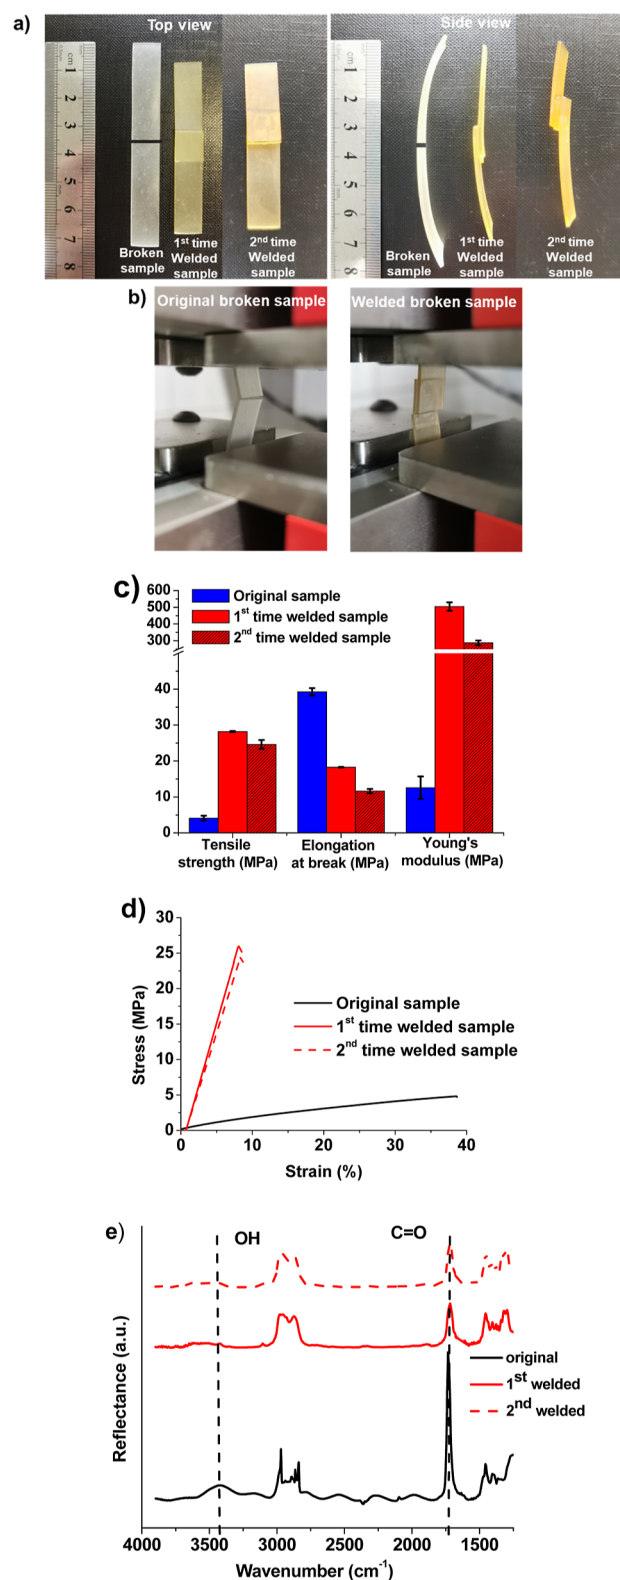 a)
Top view
Side view
cm 1 2 3 4 5 6 7 8
cm 1 2 3 4 5 6 7 8
Broken
sample
1st time
Welded
sample
2nd time
Welded
sample
Broken
sample
1st time
Welded
sample
2nd time
Welded
sample
b)
Original broken sample
Welded broken sample
c)
600
500
400
300
40
30
20
10
0
Original sample
1st time welded sample
2nd time welded sample
Tensile
strength (MPa)
Elongation
at break (MPa)
Young's
modulus (MPa)
d)
Stress (MPa)
30
25
20
15
10
5
0
Original sample
1st time welded sample
2nd time welded sample
0 10 20 30 40
Strain (%)
e)
OH
C=O
Reflectance (a.u.)
original
1st welded
2nd welded
4000 3500 3000 2500 2000 1500
Wavenumber (cm-1)